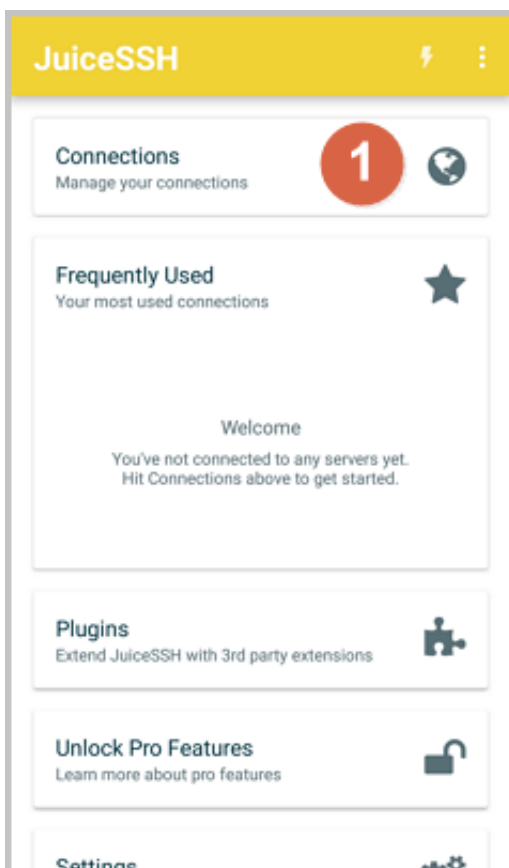 JuiceSSH
Connections
Manage your connections
1
Frequently Used
Your most used connections
Welcome
You've not connected to any servers yet.
Hit Connections above to get started.
Plugins
Extend JuiceSSH with 3rd party extensions
Unlock Pro Features
Learn more about pro features
Settings